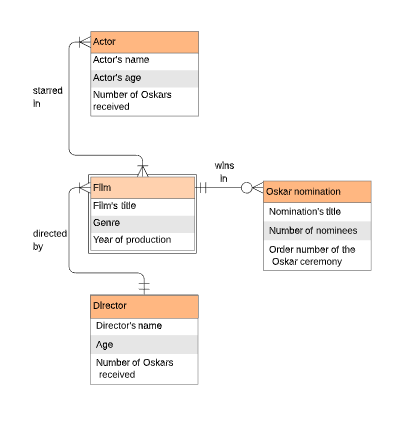 Actor
Actor's name
Actor's age
Number of Oskars
received
starred
in
wins
in
Film
Film's title
Genre
Year of production
Oskar nomination
Nomination's title
Number of nominees
Order number of the
Oskar ceremony
directed
by
Director
Director's name
Age
Number of Oskars
received